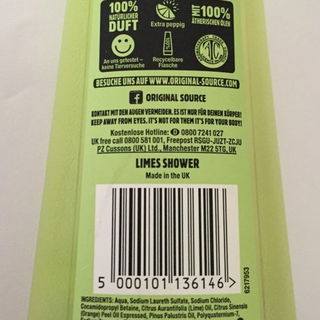 100%
NATÜRLICHER
DUFT
Extra peppig
MIT 100%
ÄTHERISCHEN ÖLEN
An uns getestet -
keine Tierversuche
Recycelbare
Flasche
BESUCHE UNS AUF WWW.ORIGINAL-SOURCE.COM
ORIGINAL SOURCE
KONTAKT MIT DEN AUGEN VERMEIDEN. ES IST NUR FÜR DEINEN KÖRPER!
KEEP AWAY FROM EYES. IT'S NOT FOR THEM IT'S FOR YOUR BODY!
Kostenlose Hotline: D 0800 7241 027
UK free call 0800 581 001, Freepost RSGU-JUZT-ZCJU
PZ Cussons (UK) Ltd., Manchester M22 5TG, UK
LIMES SHOWER
Made in the UK
5 000101 136146 >
6217953
INGREDIENTS: Aqua, Sodium Laureth Sulfate, Sodium Chloride,
Cocamidopropyl Betaine, Citrus Aurantifolia (Lime) Oil, Citrus Sinensis
(Orange) Peel Oil Expressed, Pinus Palustris Oil, Polyquaternium-7,